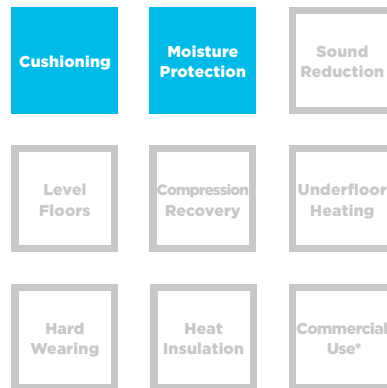 Cushioning
Moisture
Protection
Sound
Reduction
Level
Floors
Compression
Recovery
Underfloor
Heating
Hard
Wearing
Heat
Insulation
Commercial
Use*